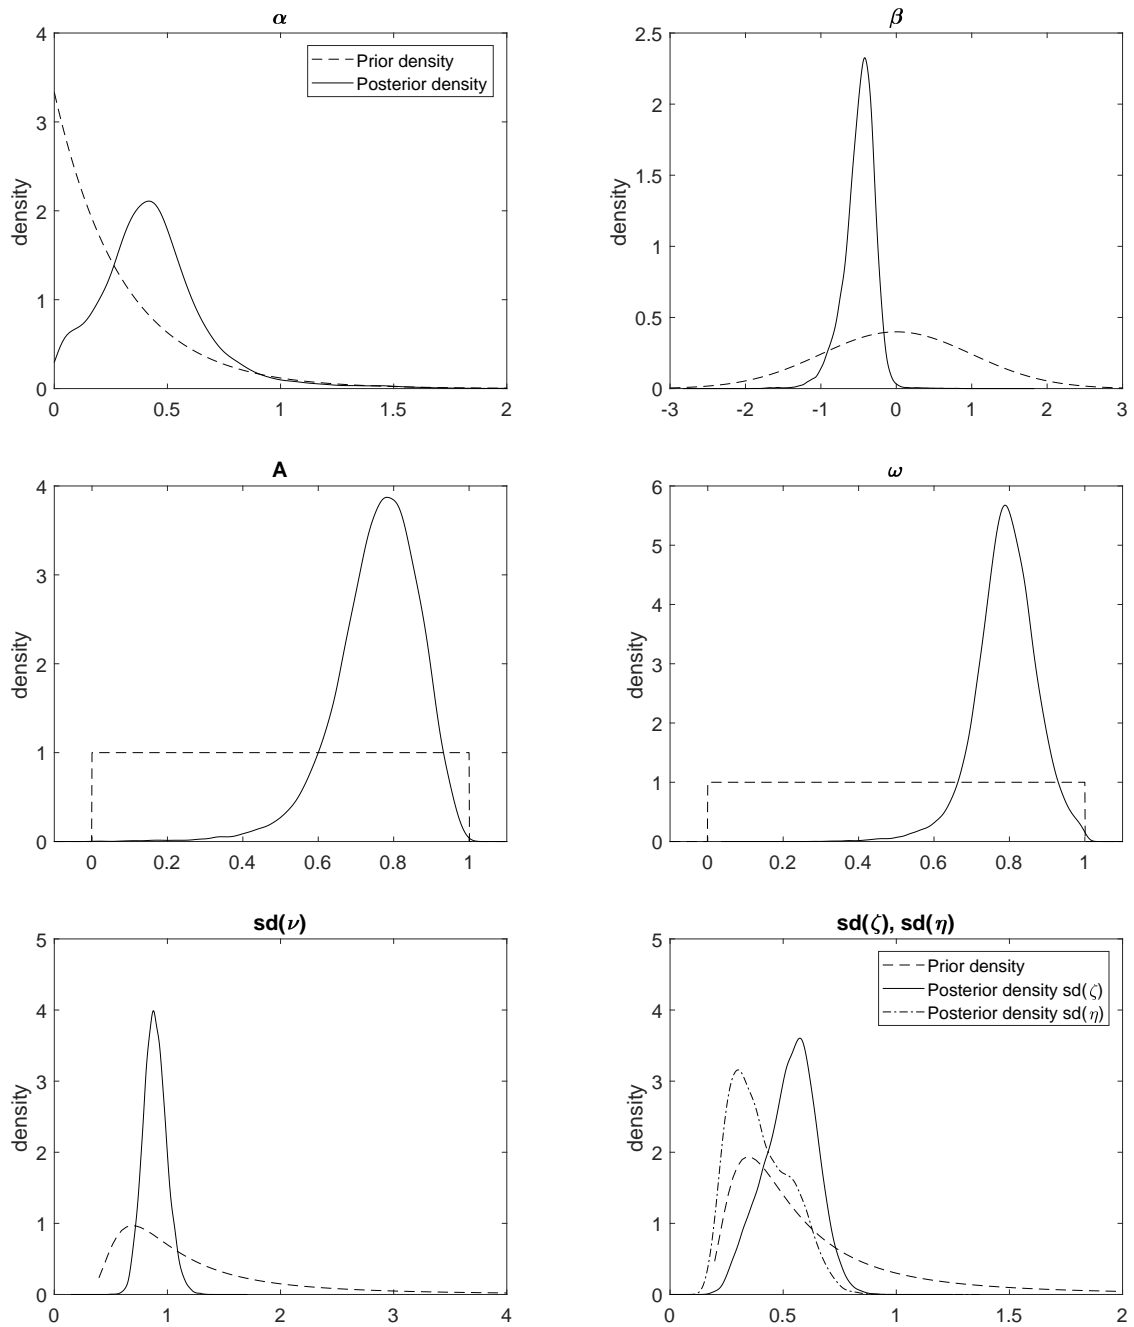 α
4
3
2
1
0
density
Prior density
Posterior density
0 0.5 1 1.5 2
β
2.5
2
1.5
1
0.5
0
density
-3 -2 -1 0 1 2 3
A
4
3
2
1
0
density
0 0.2 0.4 0.6 0.8 1
ω
6
5
4
3
2
1
0
density
0 0.2 0.4 0.6 0.8 1
sd(ν)
5
4
3
2
1
0
density
0 1 2 3 4
sd(ζ), sd(η)
5
4
3
2
1
0
density
Prior density
Posterior density sd(ζ)
Posterior density sd(η)
0 0.5 1 1.5 2